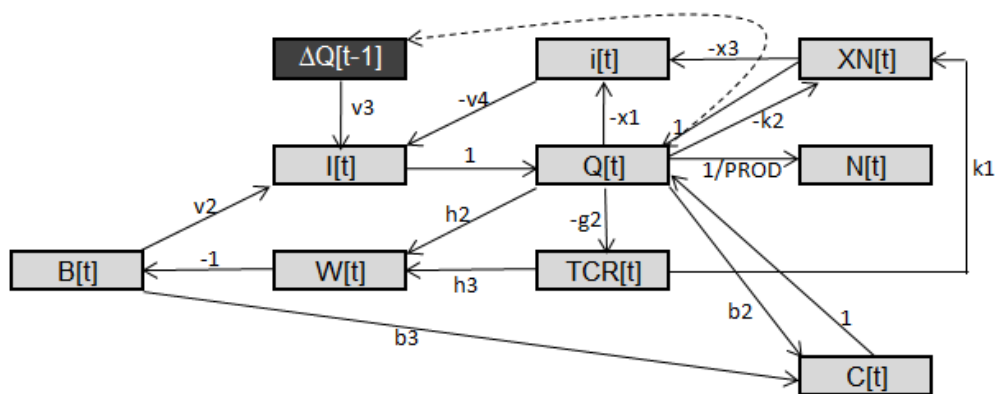 ΔQ[t-1]
i[t]
-x3
XN[t]
v3
-v4
-x1
1
-k2
I[t]
1
Q[t]
1/PROD
N[t]
k1
v2
h2
-g2
B[t]
-1
W[t]
h3
TCR[t]
b3
b2
1
C[t]